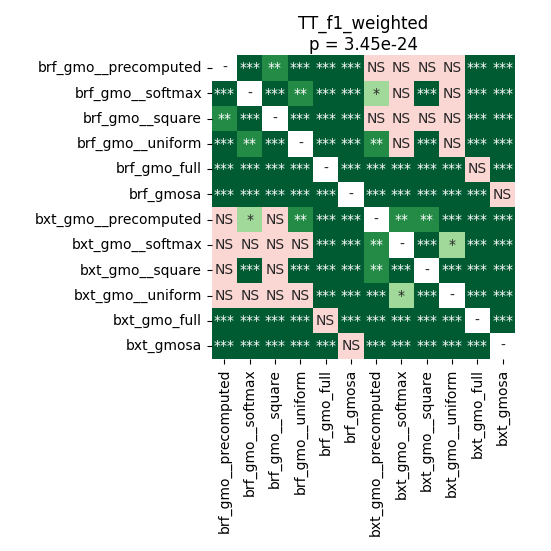 TT_f1_weighted
p = 3.45e-24
brf_gmo__precomputed - *** ** *** *** *** NS NS NS NS *** ***
brf_gmo__softmax *** - *** ** *** *** * NS *** NS *** ***
brf_gmo__square ** *** - *** *** *** NS NS NS NS *** ***
brf_gmo__uniform *** ** *** - *** *** ** NS *** NS *** ***
brf_gmo_full *** *** *** *** - *** *** *** *** *** NS ***
brf_gmosa *** *** *** *** *** - *** *** *** *** *** NS
bxt_gmo__precomputed NS * NS ** *** *** - ** ** *** *** ***
bxt_gmo__softmax NS NS NS NS *** *** ** - *** * *** ***
bxt_gmo__square NS *** NS *** *** *** ** *** - *** *** ***
bxt_gmo__uniform NS NS NS NS *** *** *** * *** - *** ***
bxt_gmo_full *** *** *** *** NS *** *** *** *** *** - ***
bxt_gmosa *** *** *** *** *** NS *** *** *** *** *** -
brf_gmo__precomputed
brf_gmo__softmax
brf_gmo__square
brf_gmo__uniform
brf_gmo_full
brf_gmosa
bxt_gmo__precomputed
bxt_gmo__softmax
bxt_gmo__square
bxt_gmo__uniform
bxt_gmo_full
bxt_gmosa